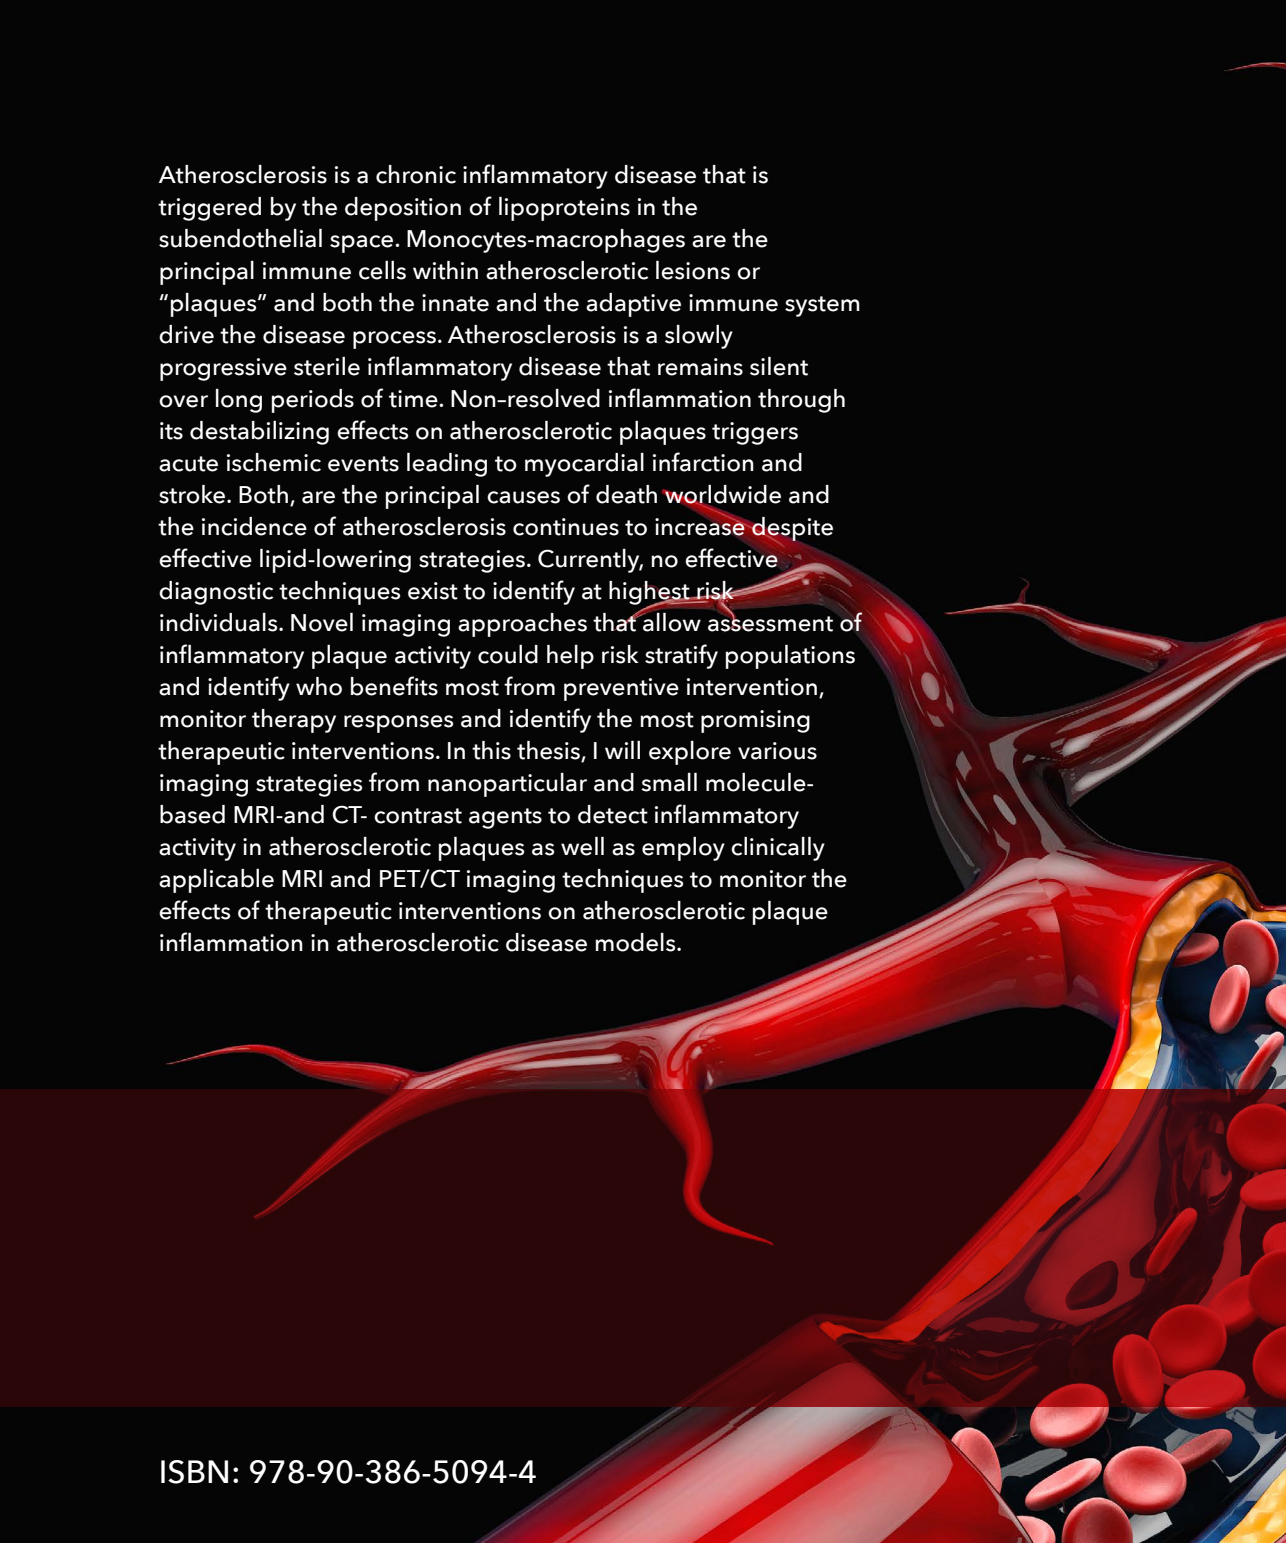 Atherosclerosis is a chronic inflammatory disease that is
triggered by the deposition of lipoproteins in the
subendothelial space. Monocytes-macrophages are the
principal immune cells within atherosclerotic lesions or
“plaques” and both the innate and the adaptive immune system
drive the disease process. Atherosclerosis is a slowly
progressive sterile inflammatory disease that remains silent
over long periods of time. Non–resolved inflammation through
its destabilizing effects on atherosclerotic plaques triggers
acute ischemic events leading to myocardial infarction and
stroke. Both, are the principal causes of death worldwide and
the incidence of atherosclerosis continues to increase despite
effective lipid-lowering strategies. Currently, no effective
diagnostic techniques exist to identify at highest risk
individuals. Novel imaging approaches that allow assessment of
inflammatory plaque activity could help risk stratify populations
and identify who benefits most from preventive intervention,
monitor therapy responses and identify the most promising
therapeutic interventions. In this thesis, I will explore various
imaging strategies from nanoparticular and small molecule-
based MRI-and CT- contrast agents to detect inflammatory
activity in atherosclerotic plaques as well as employ clinically
applicable MRI and PET/CT imaging techniques to monitor the
effects of therapeutic interventions on atherosclerotic plaque
inflammation in atherosclerotic disease models.
ISBN: 978-90-386-5094-4